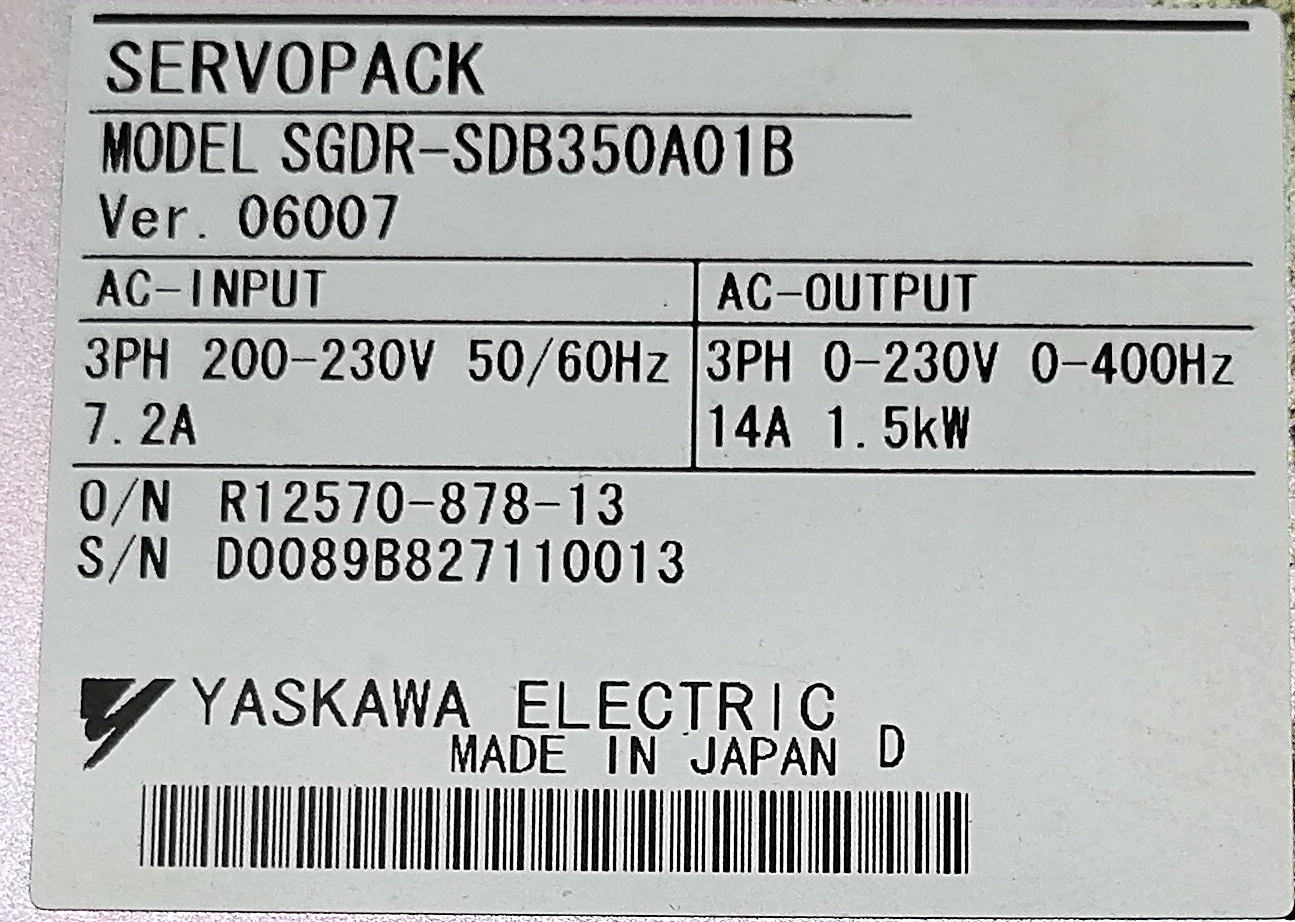 SERVOPACK
MODEL SGDR-SDB350A01B
Ver. 06007
AC-INPUT
3PH 200-230V 50/60Hz
7.2A
AC-OUTPUT
3PH 0-230V 0-400Hz
14A 1.5kW
O/N R12570-878-13
S/N D0089B827110013
YASKAWA ELECTRIC
MADE IN JAPAN D